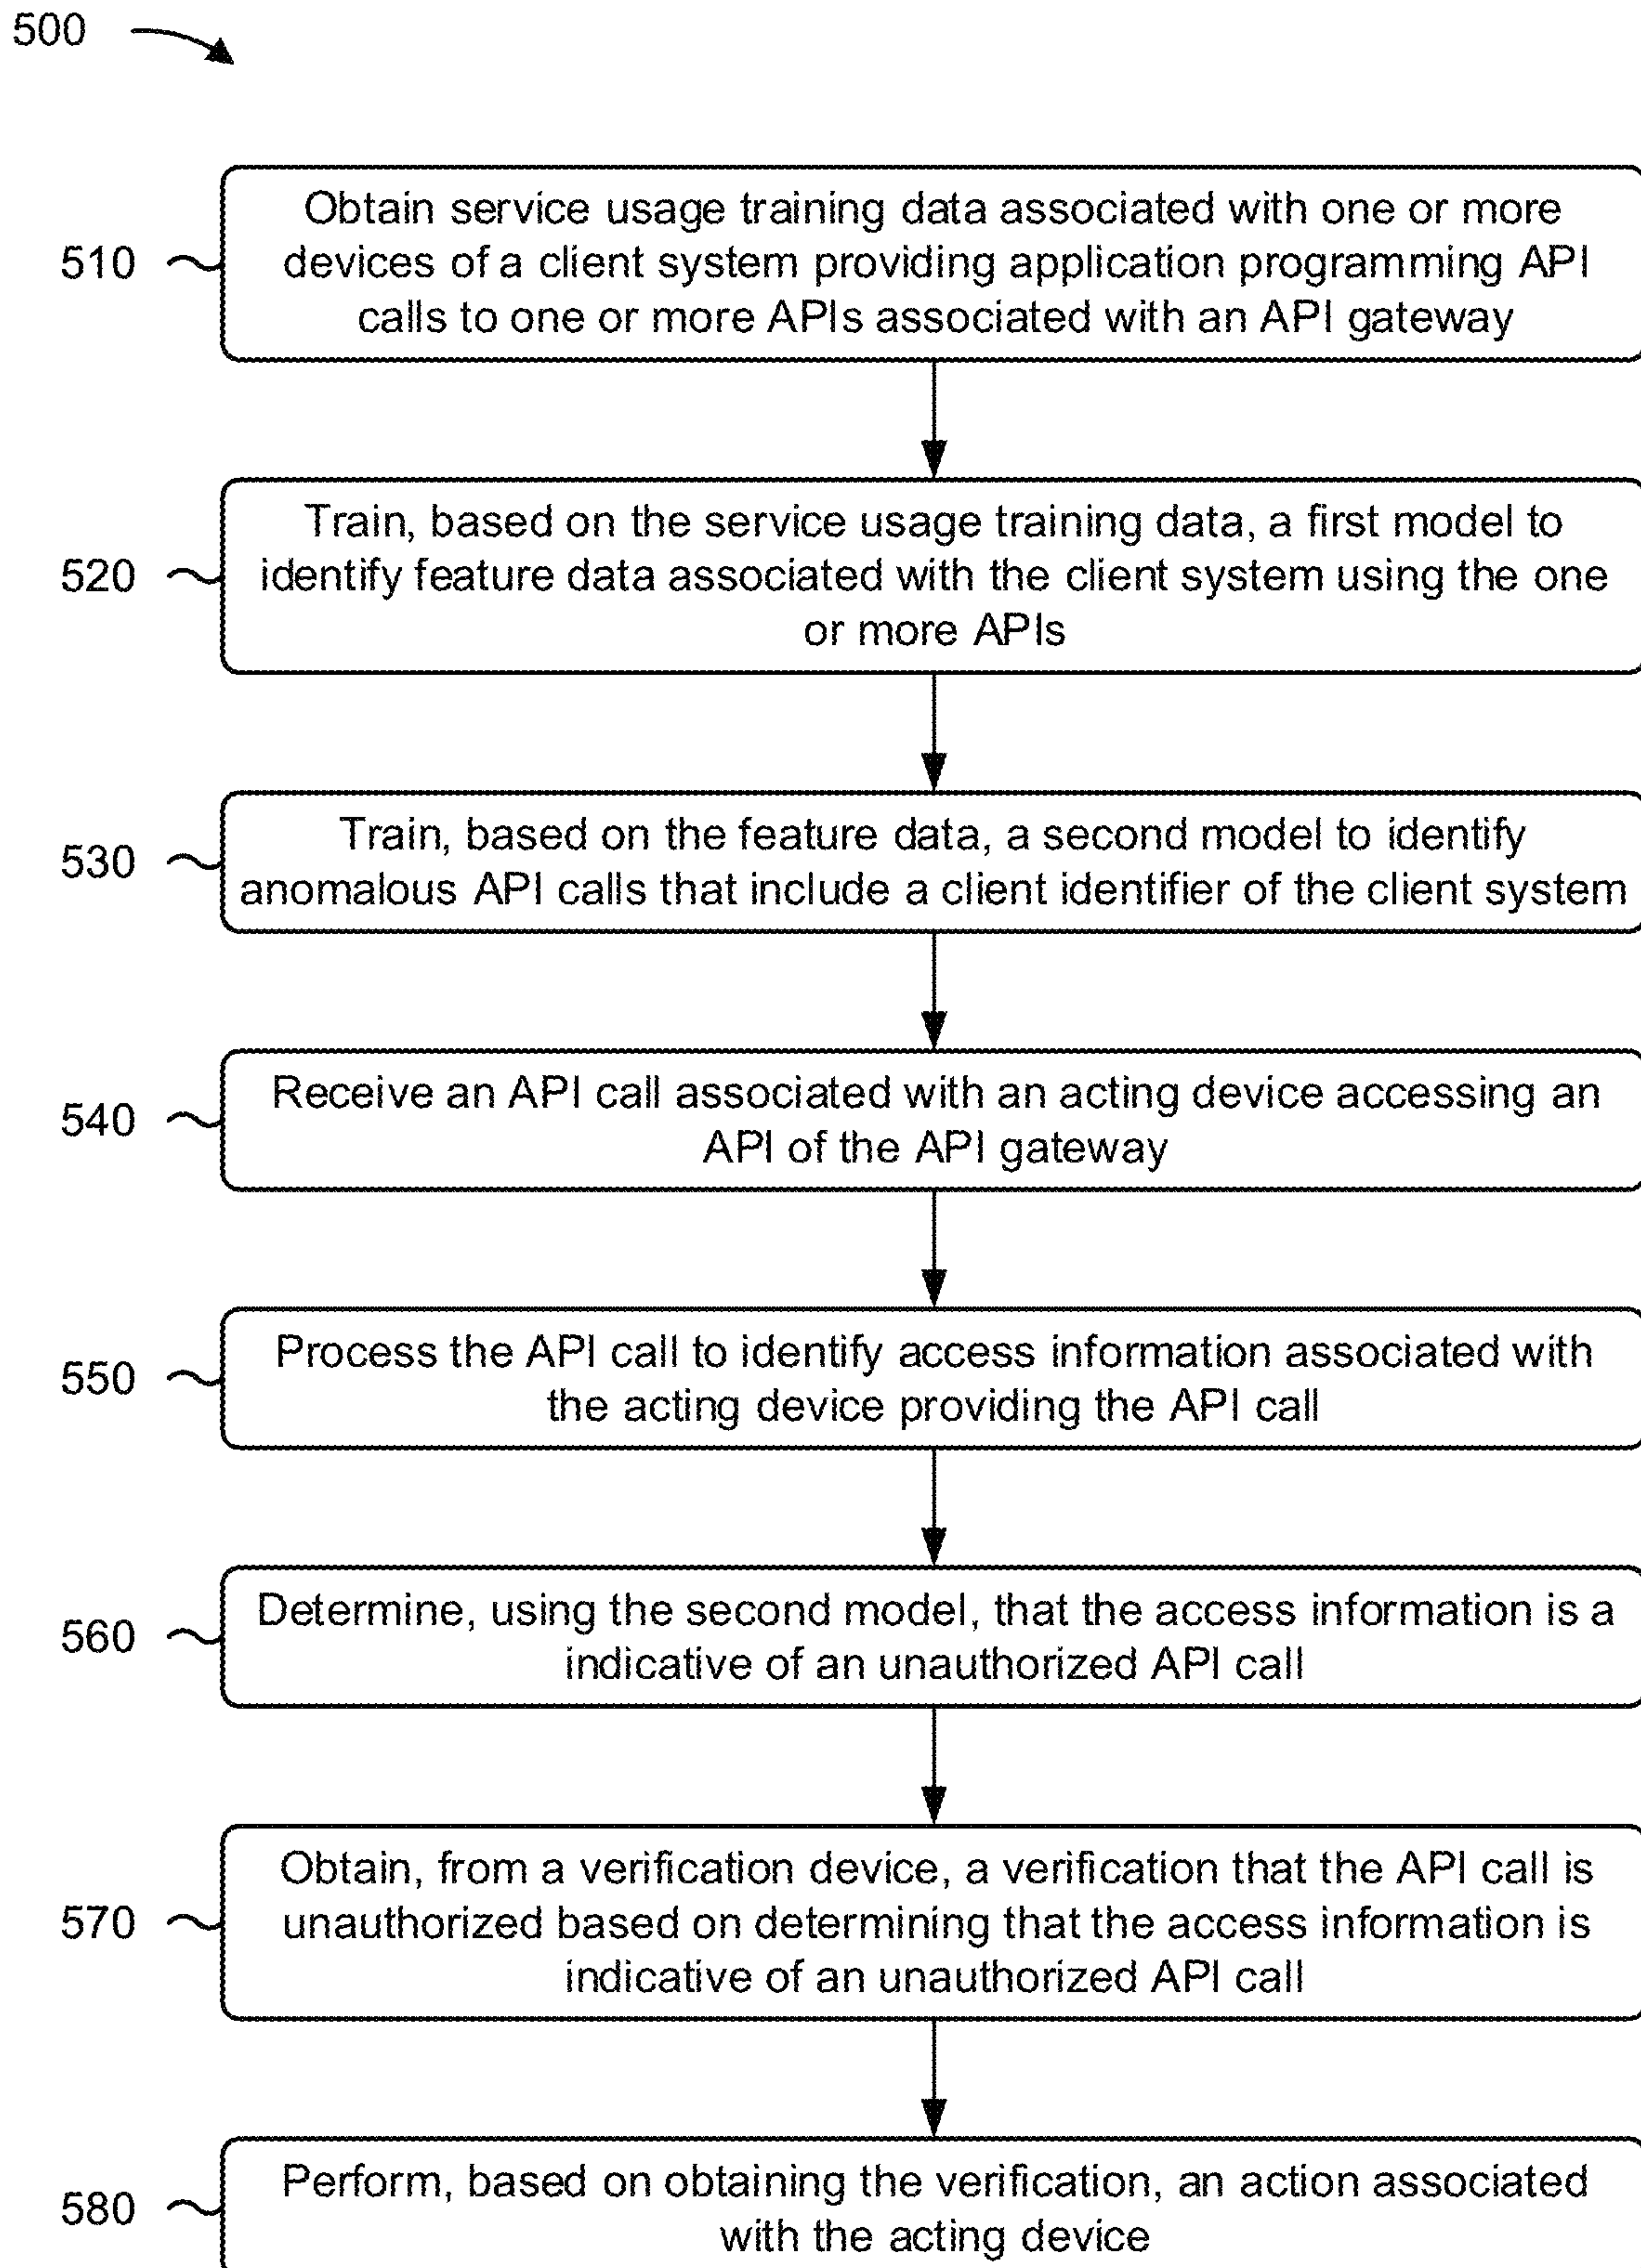 500
510
Obtain service usage training data associated with one or more
devices of a client system providing application programming API
calls to one or more APIs associated with an API gateway
520
Train, based on the service usage training data, a first model to
identify feature data associated with the client system using the one
or more APIs
530
Train, based on the feature data, a second model to identify
anomalous API calls that include a client identifier of the client system
540
Receive an API call associated with an acting device accessing an
API of the API gateway
550
Process the API call to identify access information associated with
the acting device providing the API call
560
Determine, using the second model, that the access information is a
indicative of an unauthorized API call
570
Obtain, from a verification device, a verification that the API call is
unauthorized based on determining that the access information is
indicative of an unauthorized API call
580
Perform, based on obtaining the verification, an action associated
with the acting device